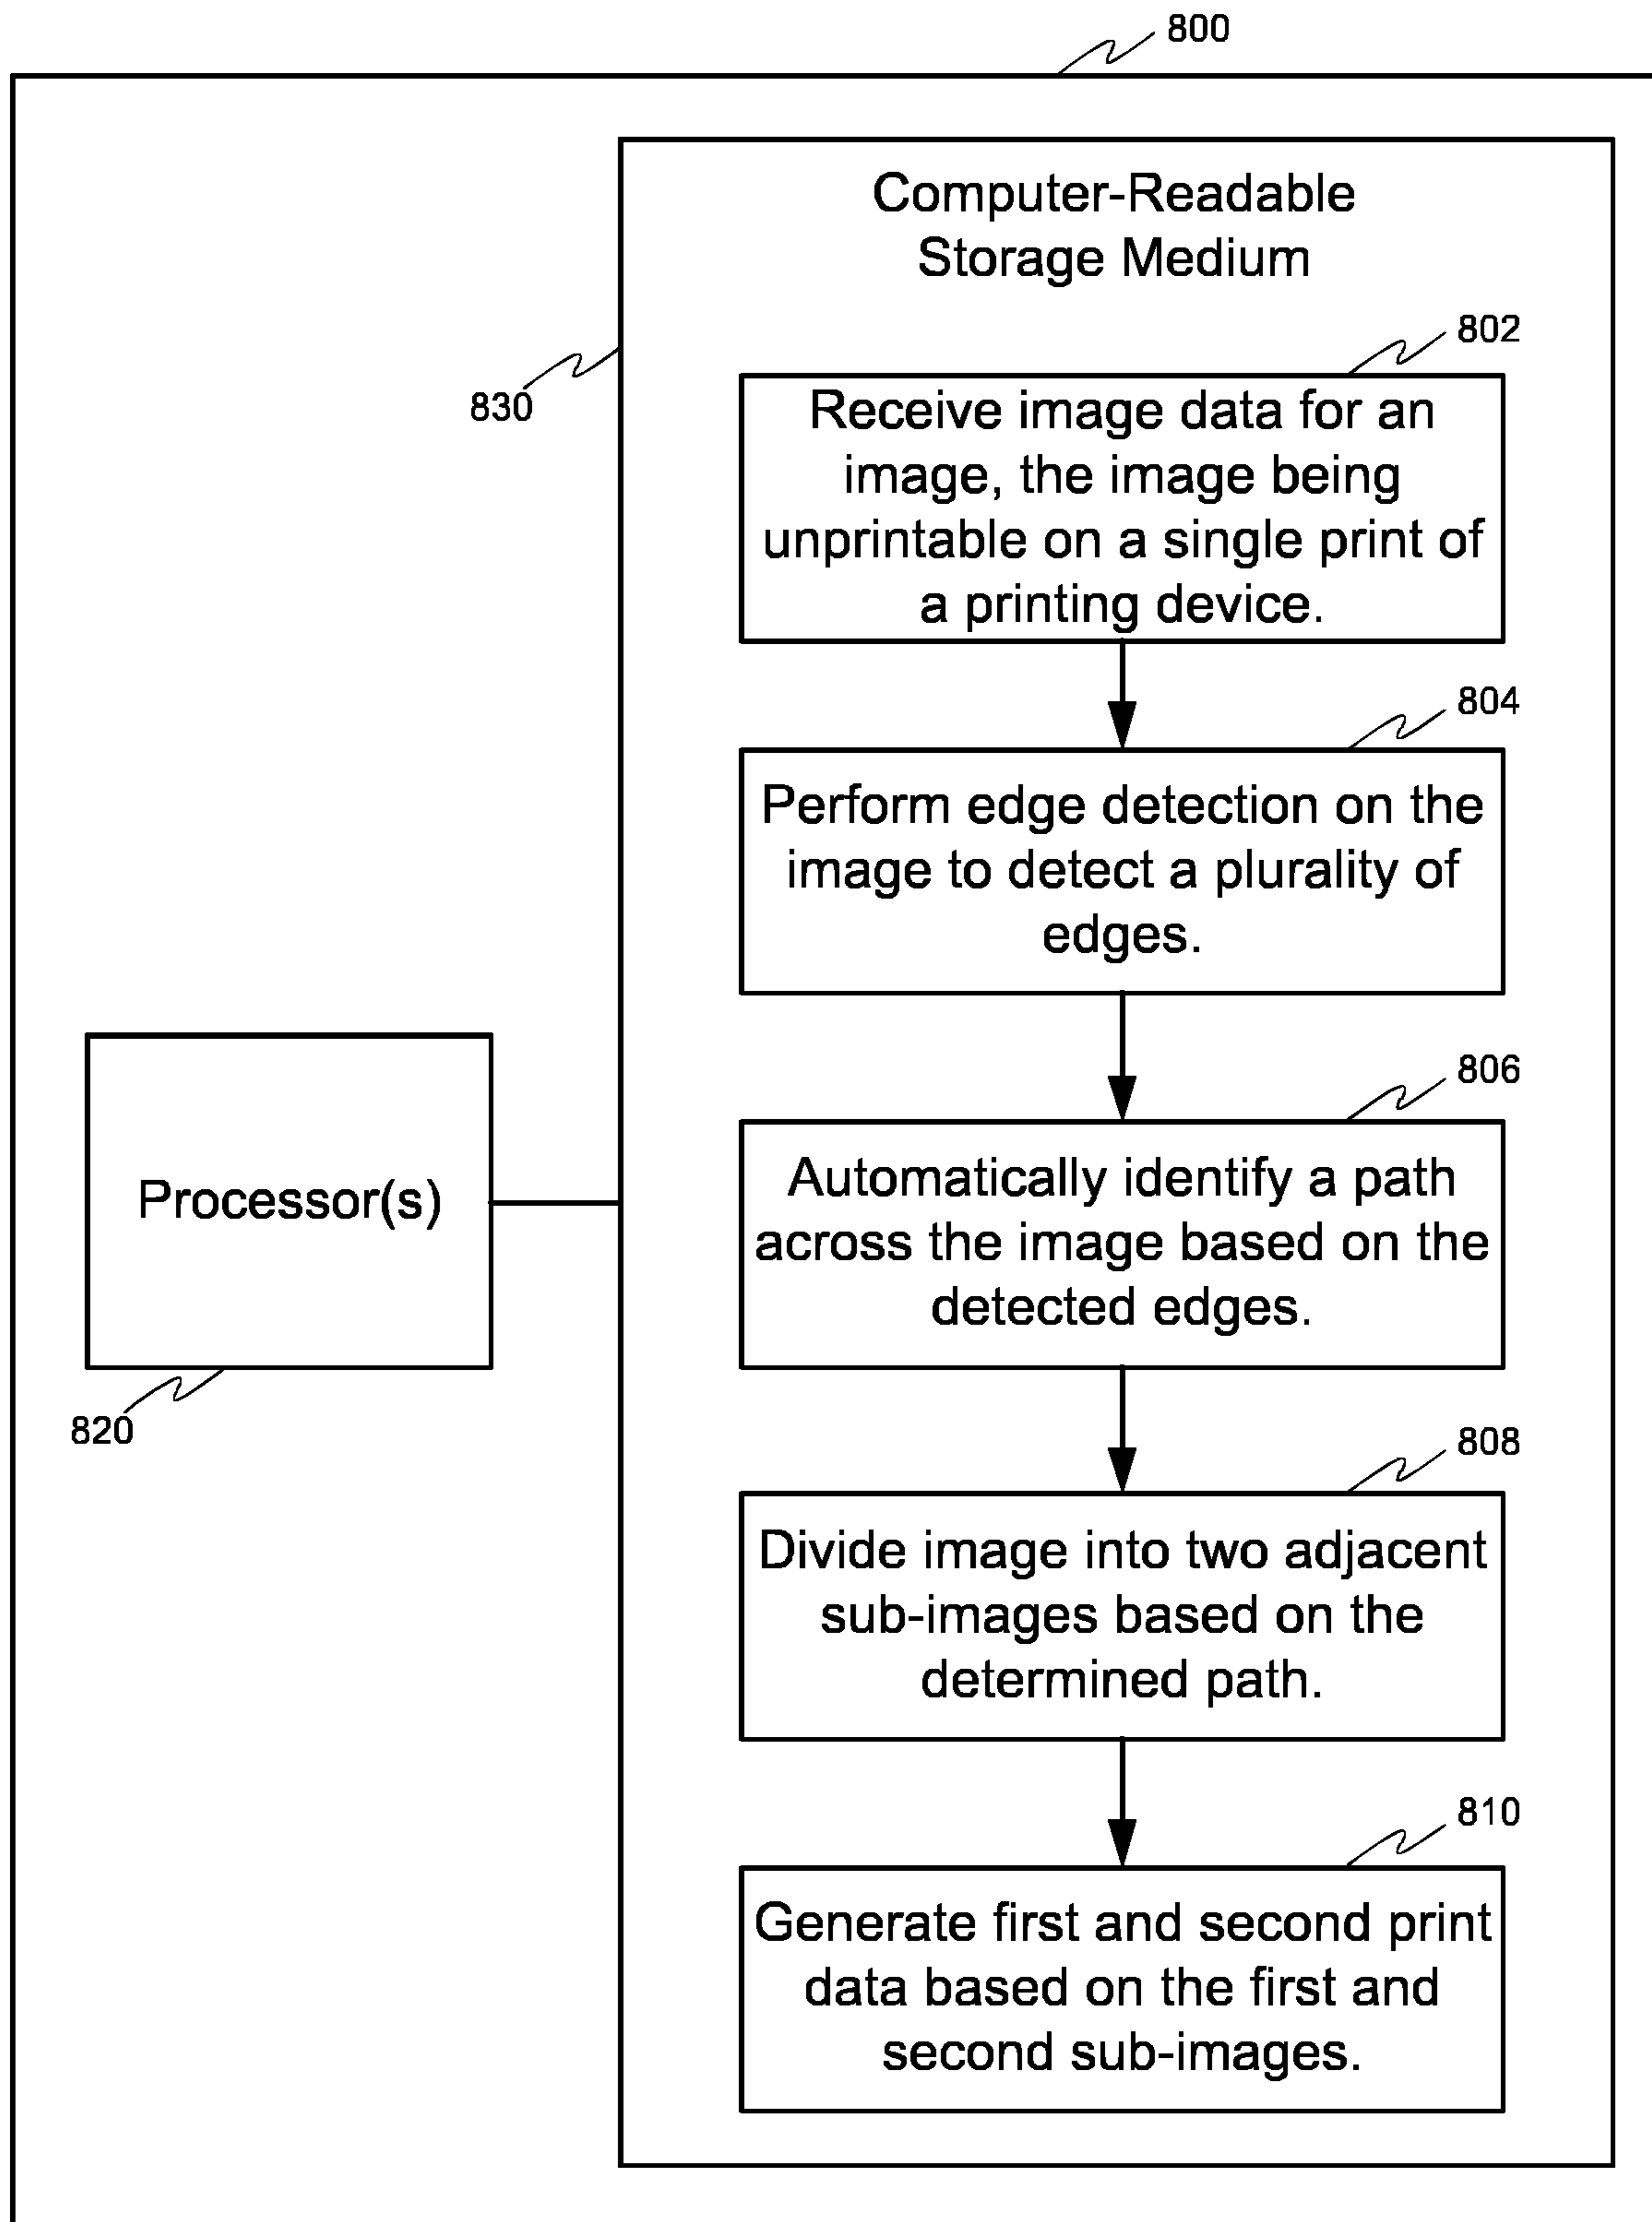 800
Computer-Readable
Storage Medium
802
830
Receive image data for an
image, the image being
unprintable on a single print of
a printing device.
804
Perform edge detection on the
image to detect a plurality of
edges.
806
Processor(s)
820
Automatically identify a path
across the image based on the
detected edges.
808
Divide image into two adjacent
sub-images based on the
determined path.
810
Generate first and second print
data based on the first and
second sub-images.